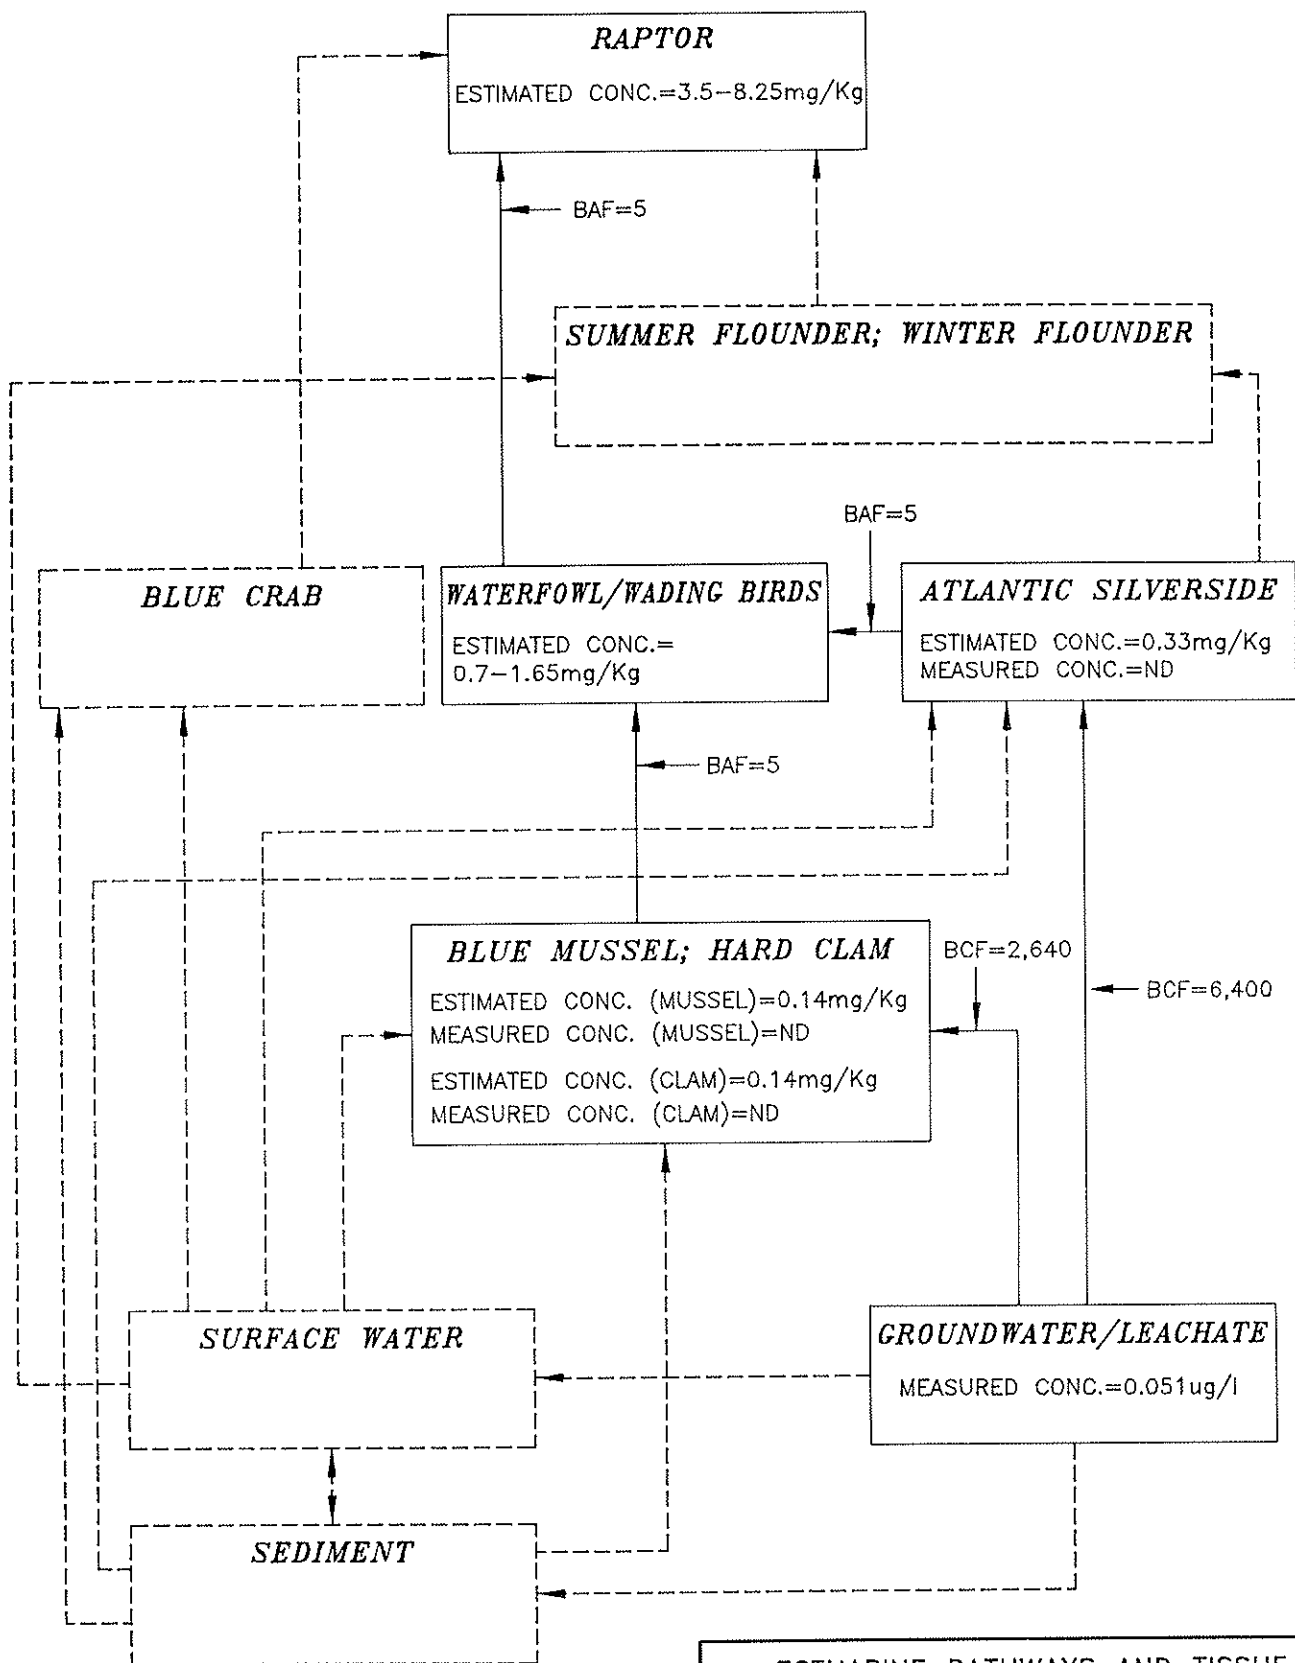 RAPTOR
ESTIMATED CONC.=3.5-8.25mg/Kg
BAF=5
SUMMER FLOUNDER; WINTER FLOUNDER
BAF=5
BLUE CRAB
WATERFOWL/WADING BIRDS
ESTIMATED CONC.=
0.7-1.65mg/Kg
ATLANTIC SILVERSIDE
ESTIMATED CONC.=0.33mg/Kg
MEASURED CONC.=ND
BAF=5
BLUE MUSSEL; HARD CLAM
ESTIMATED CONC. (MUSSEL)=0.14mg/Kg
MEASURED CONC. (MUSSEL)=ND
ESTIMATED CONC. (CLAM)=0.14mg/Kg
MEASURED CONC. (CLAM)=ND
BCF=2,640
BCF=6,400
SURFACE WATER
GROUNDWATER/LEACHATE
MEASURED CONC.=0.051ug/l
SEDIMENT
ESTUARINE PATHWAYS AND TISSUE